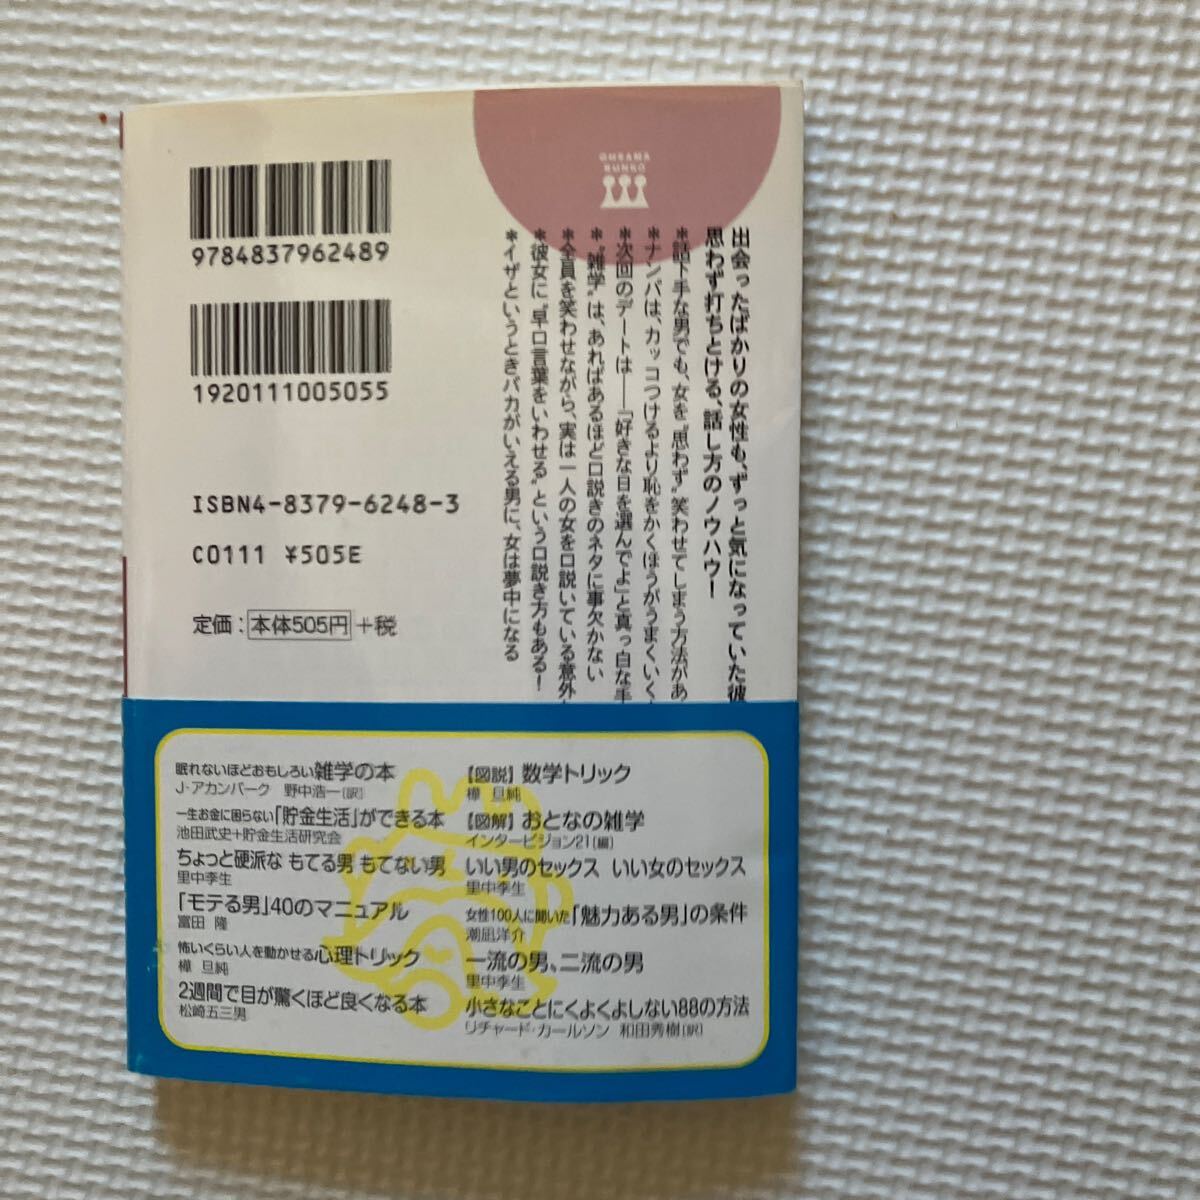 OHSAMA
BUNKO
9784837962489
1920111005055
ISBN4-8379-6248-3
C0111 ¥505E
定価:本体505円+税
出会ったばかりの女性も、ずっと気になっていた彼
思わず打ちとける、話し方のノウハウ!
*話下手な男でも、女を〝思わず〟笑わせてしまう方法があ
*ナンパは、カッコつけるより恥をかくほうがうまくいく
*次回のデートは——「好きな日を選んでよ」と真っ白な手
*〝雑学〟は、あればあるほど口説きのネタに事欠かない
*全員を笑わせながら、実は一人の女を口説いている意外
*彼女に〝早口言葉をいわせる〟という口説き方もある!
*イザというときバカがいえる男に、女は夢中になる
眠れないほどおもしろい雑学の本
J・アカンバーク 野中浩一[訳]
一生お金に困らない「貯金生活」ができる本
池田武史+貯金生活研究会
ちょっと硬派な もてる男 もてない男
里中李生
「モテる男」40のマニュアル
富田 隆
怖いくらい人を動かせる心理トリック
樺 旦純
2週間で目が驚くほど良くなる本
松崎五三男
【図説】数学トリック
樺 旦純
【図解】おとなの雑学
インタービジョン21[編]
いい男のセックス いい女のセックス
里中李生
女性100人に聞いた「魅力ある男」の条件
潮凪洋介
一流の男、二流の男
里中李生
小さなことにくよくよしない88の方法
リチャード・カールソン 和田秀樹[訳]